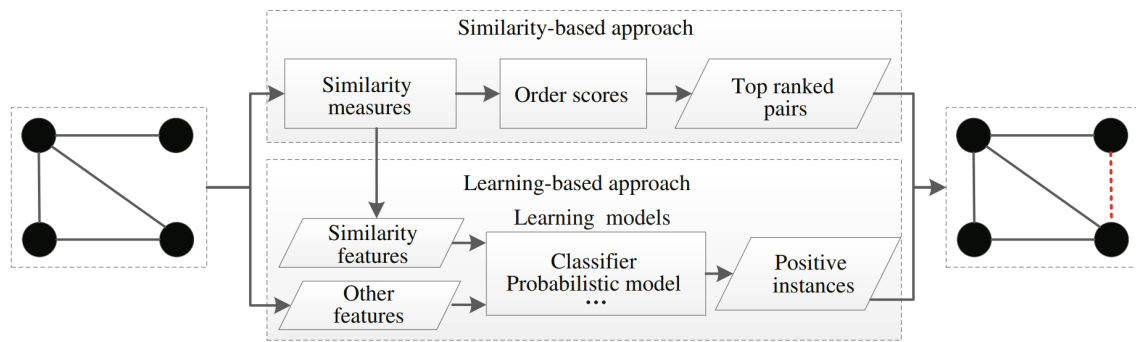 Similarity-based approach
Similarity
measures
Order scores
Top ranked
pairs
Learning-based approach
Learning models
Similarity
features
Other
features
Classifier
Probabilistic model
...
Positive
instances